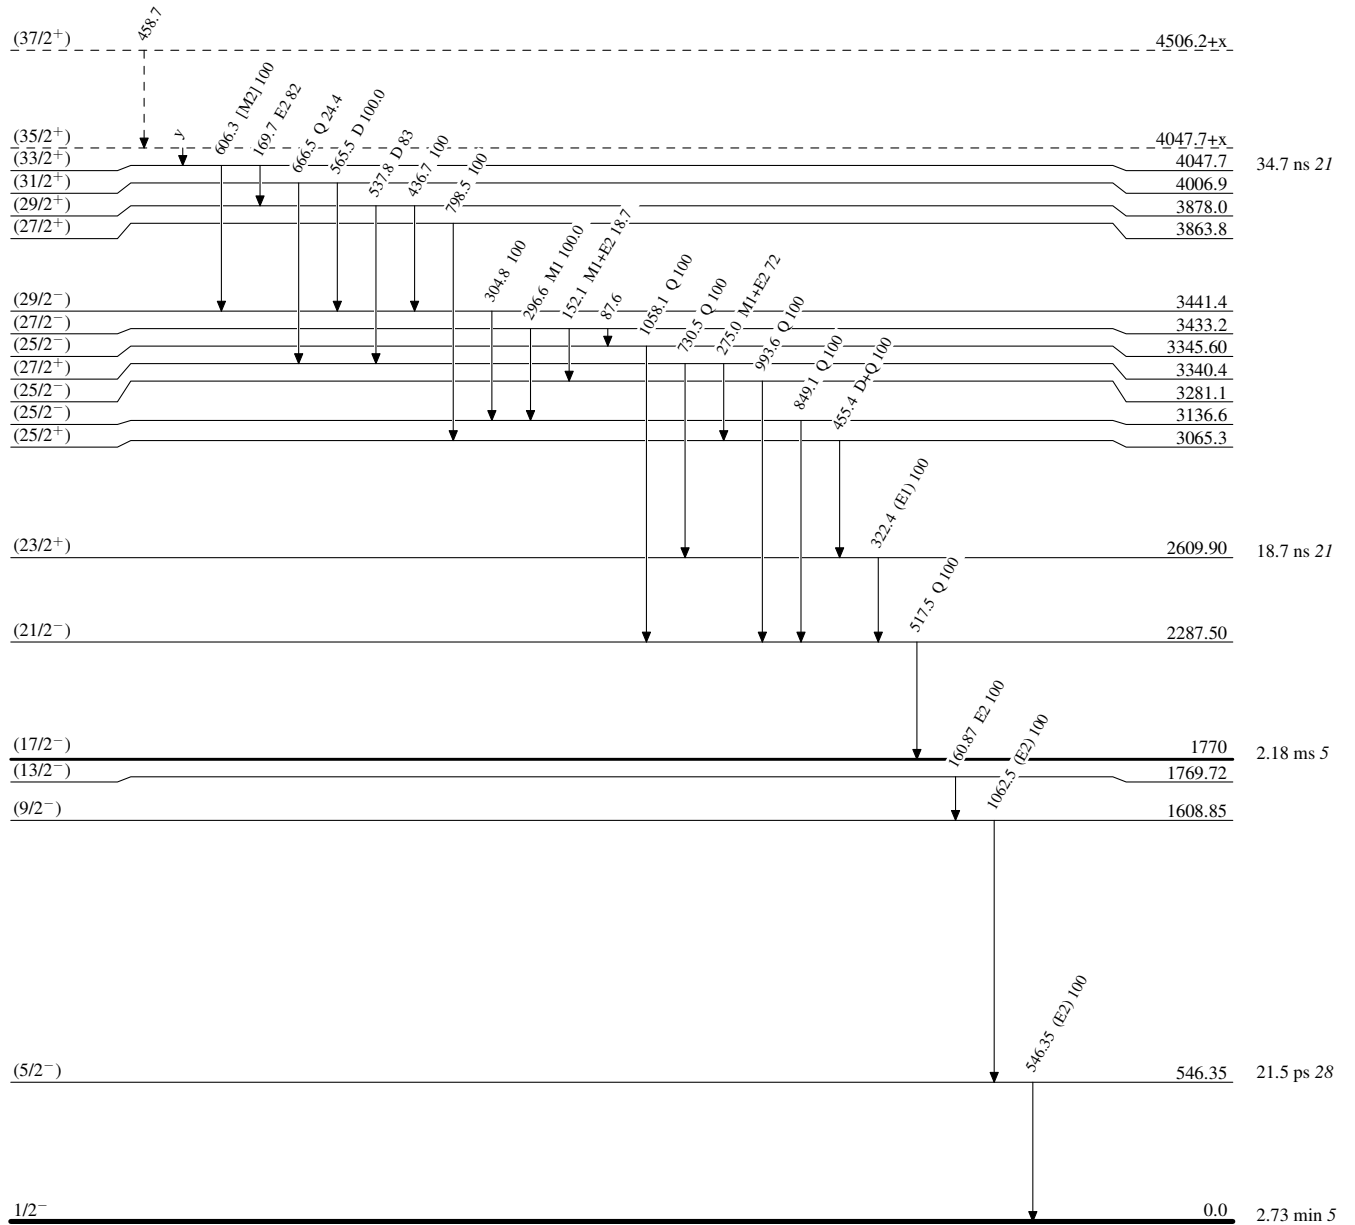 (37/2+) 458.7 4506.2+x
(35/2+) y 4047.7+x
(33/2+) 606.3 [M2] 100 169.7 E2 82 4047.7 34.7 ns 21
(31/2+) 666.5 Q 24.4 565.5 D 100.0 4006.9
(29/2+) 537.8 D 83 436.7 100 3878.0
(27/2+) 798.5 100 3863.8
(29/2−) 304.8 100 3441.4
(27/2−) 296.6 M1 100.0 152.1 M1+E2 18.7 87.6 3433.2
(25/2−) 1058.1 Q 100 3345.60
(27/2+) 730.5 Q 100 275.0 M1+E2 72 3340.4
(25/2−) 993.6 Q 100 3281.1
(25/2−) 849.1 Q 100 3136.6
(25/2+) 455.4 D+Q 100 3065.3
(23/2+) 322.4 (E1) 100 2609.90 18.7 ns 21
(21/2−) 517.5 Q 100 2287.50
(17/2−) 1770 2.18 ms 5
(13/2−) 160.87 E2 100 1769.72
(9/2−) 1062.5 (E2) 100 1608.85
(5/2−) 546.35 (E2) 100 546.35 21.5 ps 28
1/2− 0.0 2.73 min 5